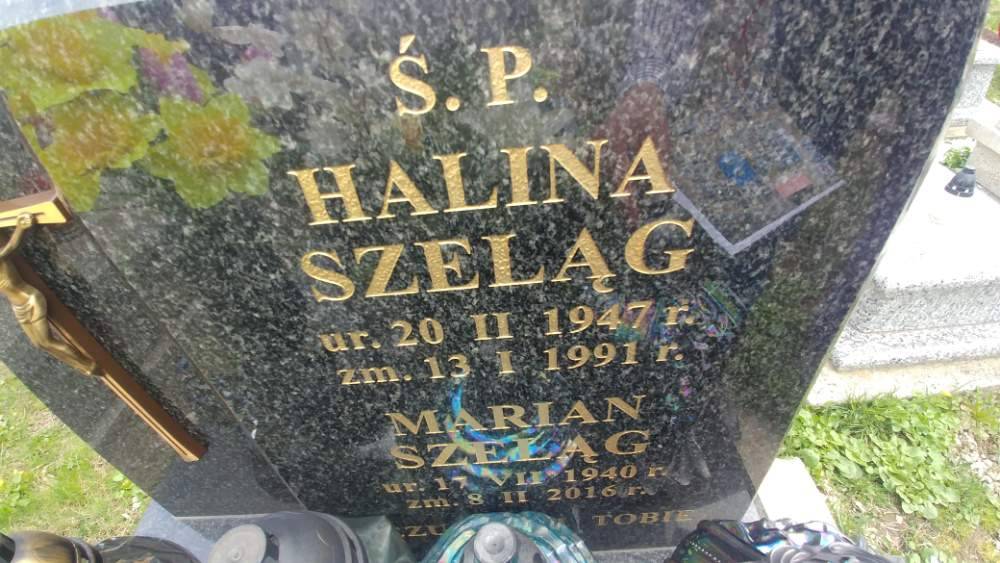 Ś. P.
HALINA
SZELĄG
ur. 20 II 1947 r.
zm. 13 I 1991 r.
MARIAN
SZELĄG
ur. 17 VII 1940 r.
zm 8 II 2016 r.
TOBIE